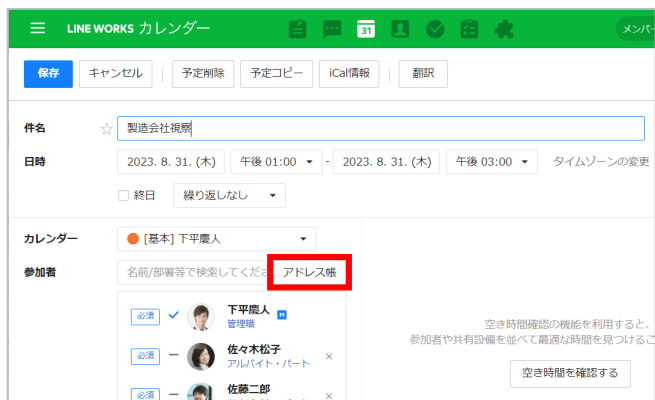 LINE WORKS カレンダー
31
メンバー
保存 キャンセル 予定削除 予定コピー iCal情報 翻訳
件名 製造会社視察
日時 2023. 8. 31. (木) 午後 01:00 - 2023. 8. 31. (木) 午後 03:00 タイムゾーンの変更
終日 繰り返しなし
カレンダー [基本] 下平慶人
参加者 名前/部署等で検索してくださ アドレス帳
必須 下平慶人 M
管理職
必須 佐々木松子
アルバイト・パート
必須 佐藤二郎
空き時間確認の機能を利用すると、
参加者や共有設備を並べて最適な時間を見つけるこ
空き時間を確認する